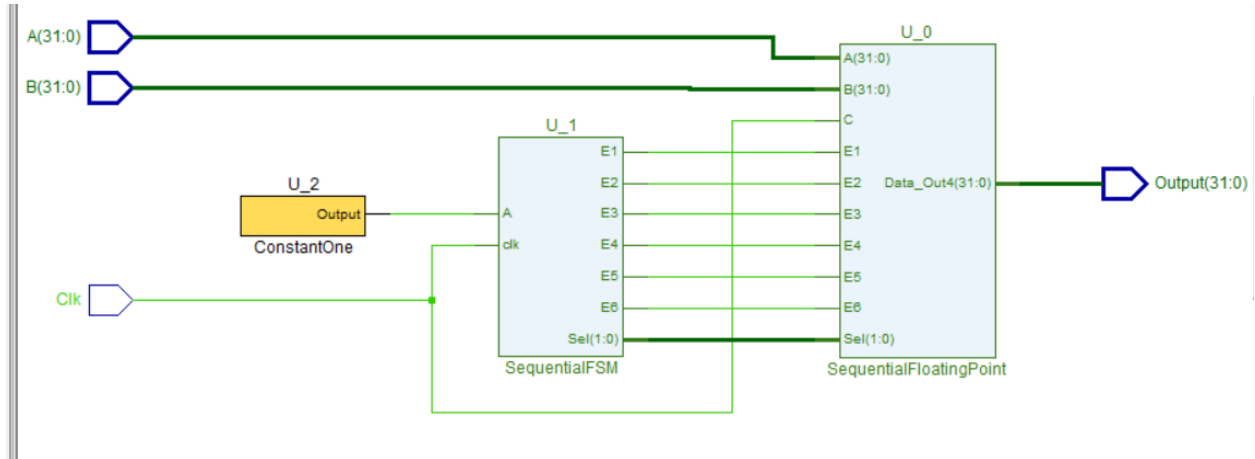 A(31:0)
B(31:0)
U_0
A(31:0)
B(31:0)
C
E1
E2
E3
E4
E5
E6
Sel(1:0)
Data_Out4(31:0)
SequentialFloatingPoint
Output(31:0)
U_1
E1
E2
E3
E4
E5
E6
Sel(1:0)
A
clk
SequentialFSM
U_2
Output
ConstantOne
Clk